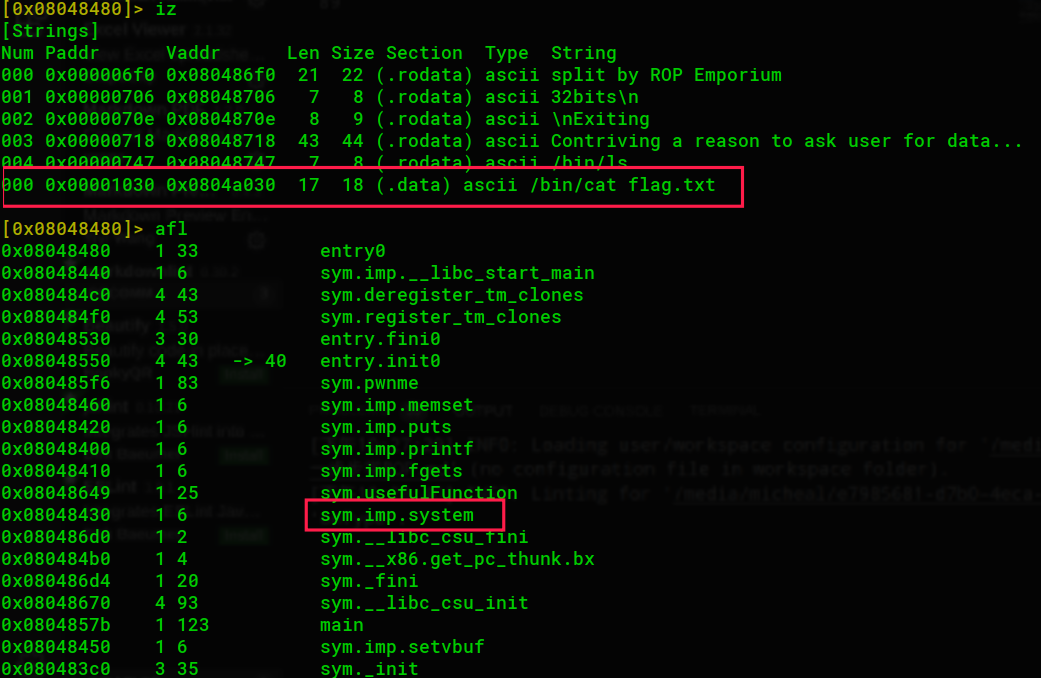 [0x08048480]> iz
[Strings]
Num Paddr      Vaddr      Len Size Section  Type  String
000 0x000006f0 0x080486f0  21  22 (.rodata) ascii split by ROP Emporium
001 0x00000706 0x08048706   7   8 (.rodata) ascii 32bits\n
002 0x0000070e 0x0804870e   8   9 (.rodata) ascii \nExiting
003 0x00000718 0x08048718  43  44 (.rodata) ascii Contriving a reason to ask user for data...
004 0x00000747 0x08048747   7   8 (.rodata) ascii /bin/ls
000 0x00001030 0x0804a030  17  18 (.data) ascii /bin/cat flag.txt
[0x08048480]> afl
0x08048480    1 33           entry0
0x08048440    1 6            sym.imp.__libc_start_main
0x080484c0    4 43           sym.deregister_tm_clones
0x080484f0    4 53           sym.register_tm_clones
0x08048530    3 30           entry.fini0
0x08048550    4 43   -> 40   entry.init0
0x080485f6    1 83           sym.pwnme
0x08048460    1 6            sym.imp.memset
0x08048420    1 6            sym.imp.puts
0x08048400    1 6            sym.imp.printf
0x08048410    1 6            sym.imp.fgets
0x08048649    1 25           sym.usefulFunction
0x08048430    1 6            sym.imp.system
0x080486d0    1 2            sym.__libc_csu_fini
0x080484b0    1 4            sym.__x86.get_pc_thunk.bx
0x080486d4    1 20           sym._fini
0x08048670    4 93           sym.__libc_csu_init
0x0804857b    1 123          main
0x08048450    1 6            sym.imp.setvbuf
0x080483c0    3 35           sym._init